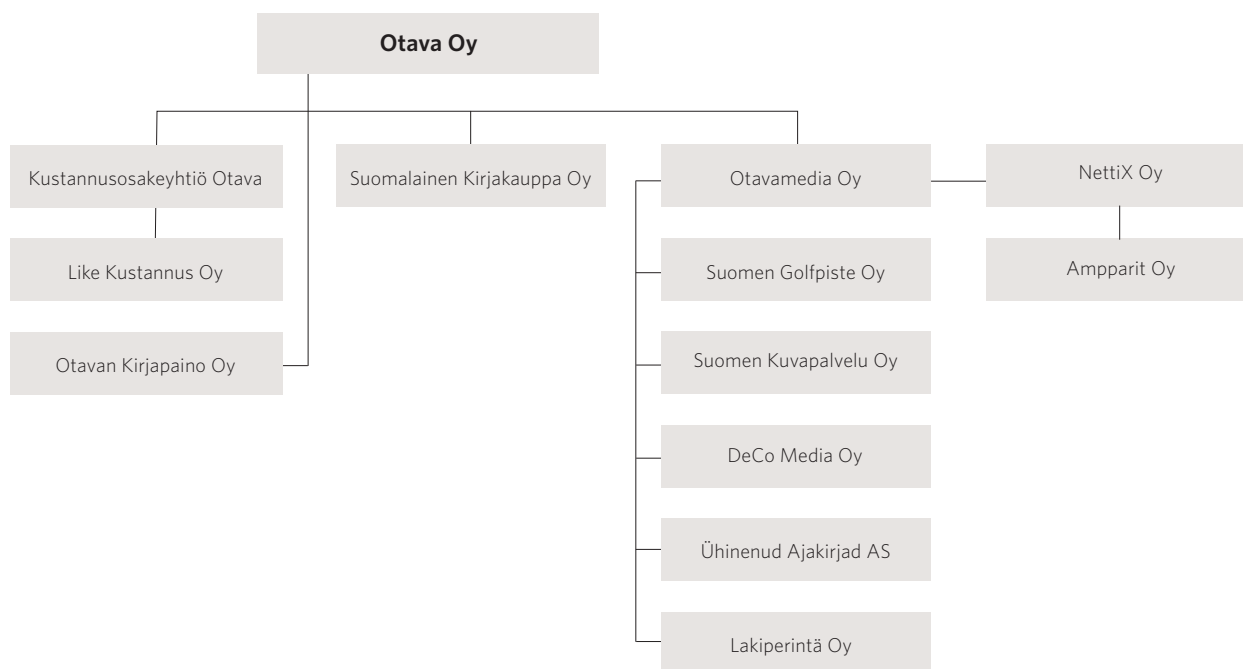 Otava Oy
Kustannusosakeyhtiö Otava
Suomalainen Kirjakauppa Oy
Otavamedia Oy
NettiX Oy
Like Kustannus Oy
Suomen Golfpiste Oy
Ampparit Oy
Otavan Kirjapaino Oy
Suomen Kuvapalvelu Oy
DeCo Media Oy
Ühinenud Ajakirjad AS
Lakiperintä Oy